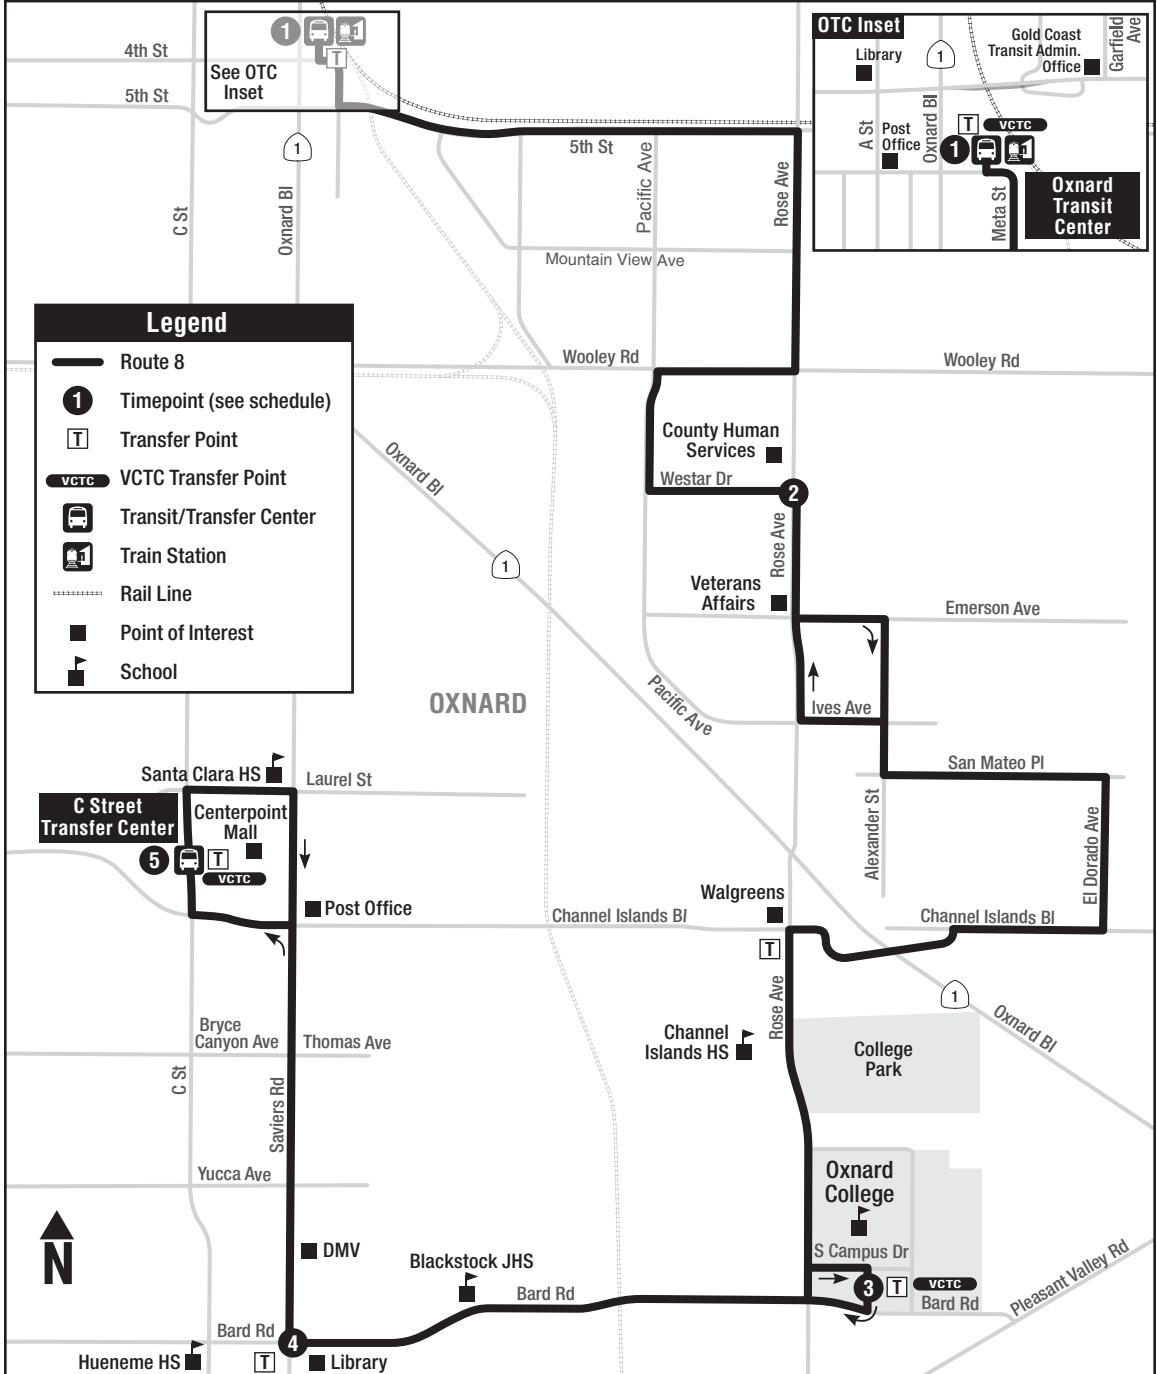 1
T
4th St
5th St
See OTC
Inset
1
C St
Oxnard Bl
5th St
Pacific Ave
Rose Ave
Mountain View Ave
OTC Inset
Library
1
Gold Coast
Transit Admin.
Office
Garfield
Ave
A St
Post
Office
Oxnard Bl
T
VCTC
1
Meta St
Oxnard
Transit
Center
Legend
Route 8
1
Timepoint (see schedule)
T
Transfer Point
VCTC
VCTC Transfer Point
Transit/Transfer Center
Train Station
Rail Line
Point of Interest
School
Wooley Rd
Wooley Rd
County Human
Services
Westar Dr
2
Oxnard Bl
1
Rose Ave
Veterans
Affairs
Emerson Ave
Ives Ave
Pacific Ave
OXNARD
San Mateo Pl
Alexander St
El Dorado Ave
Santa Clara HS
Laurel St
C Street
Transfer Center
Centerpoint
Mall
5
T
VCTC
Post Office
Channel Islands Bl
Walgreens
T
Channel Islands Bl
Rose Ave
1
Oxnard Bl
Channel
Islands HS
College
Park
Bryce
Canyon Ave
Thomas Ave
C St
Saviers Rd
Yucca Ave
Oxnard
College
S Campus Dr
N
DMV
Blackstock JHS
Bard Rd
3
T
VCTC
Bard Rd
Pleasant Valley Rd
Bard Rd
4
Hueneme HS
T
Library